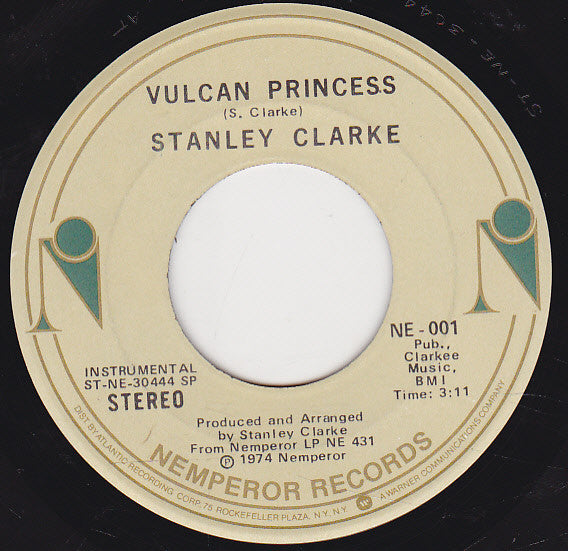 VULCAN PRINCESS
(S. Clarke)
STANLEY CLARKE
NE-001
Pub.,
Clarkee
Music,
BMI
Time: 3:11
INSTRUMENTAL
ST-NE-30444 SP
STEREO
Produced and Arranged
by Stanley Clarke
From Nemperor LP NE 431
Ⓟ 1974 Nemperor
NEMPEROR RECORDS
DIST BY ATLANTIC RECORDING CORP. 75 ROCKEFELLER PLAZA, N.Y. N.Y. A WARNER COMMUNICATIONS COMPANY